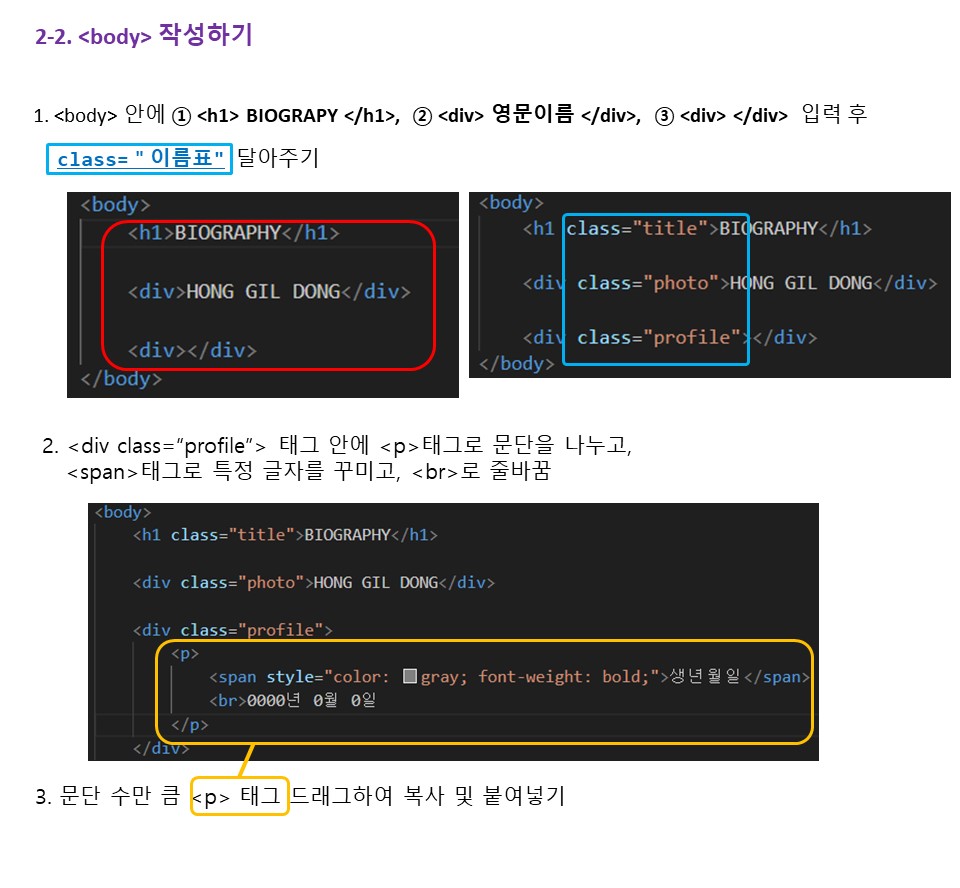 2-2. <body> 작성하기
1. <body> 안에 ① <h1> BIOGRAPY </h1>, ② <div> 영문이름 </div>, ③ <div> </div> 입력 후
class= " 이름표" 달아주기
<body>
<h1>BIOGRAPHY</h1>
<div>HONG GIL DONG</div>
<div></div>
</body>
<body>
<h1 class="title">BIOGRAPHY</h1>
<div class="photo">HONG GIL DONG</div>
<div class="profile"></div>
</body>
2. <div class=“profile”> 태그 안에 <p>태그로 문단을 나누고,
<span>태그로 특정 글자를 꾸미고, <br>로 줄바꿈
<body>
<h1 class="title">BIOGRAPHY</h1>
<div class="photo">HONG GIL DONG</div>
<div class="profile">
<p>
<span style="color: gray; font-weight: bold;">생년월일</span>
<br>0000년 0월 0일
</p>
</div>
3. 문단 수만 큼 <p> 태그 드래그하여 복사 및 붙여넣기